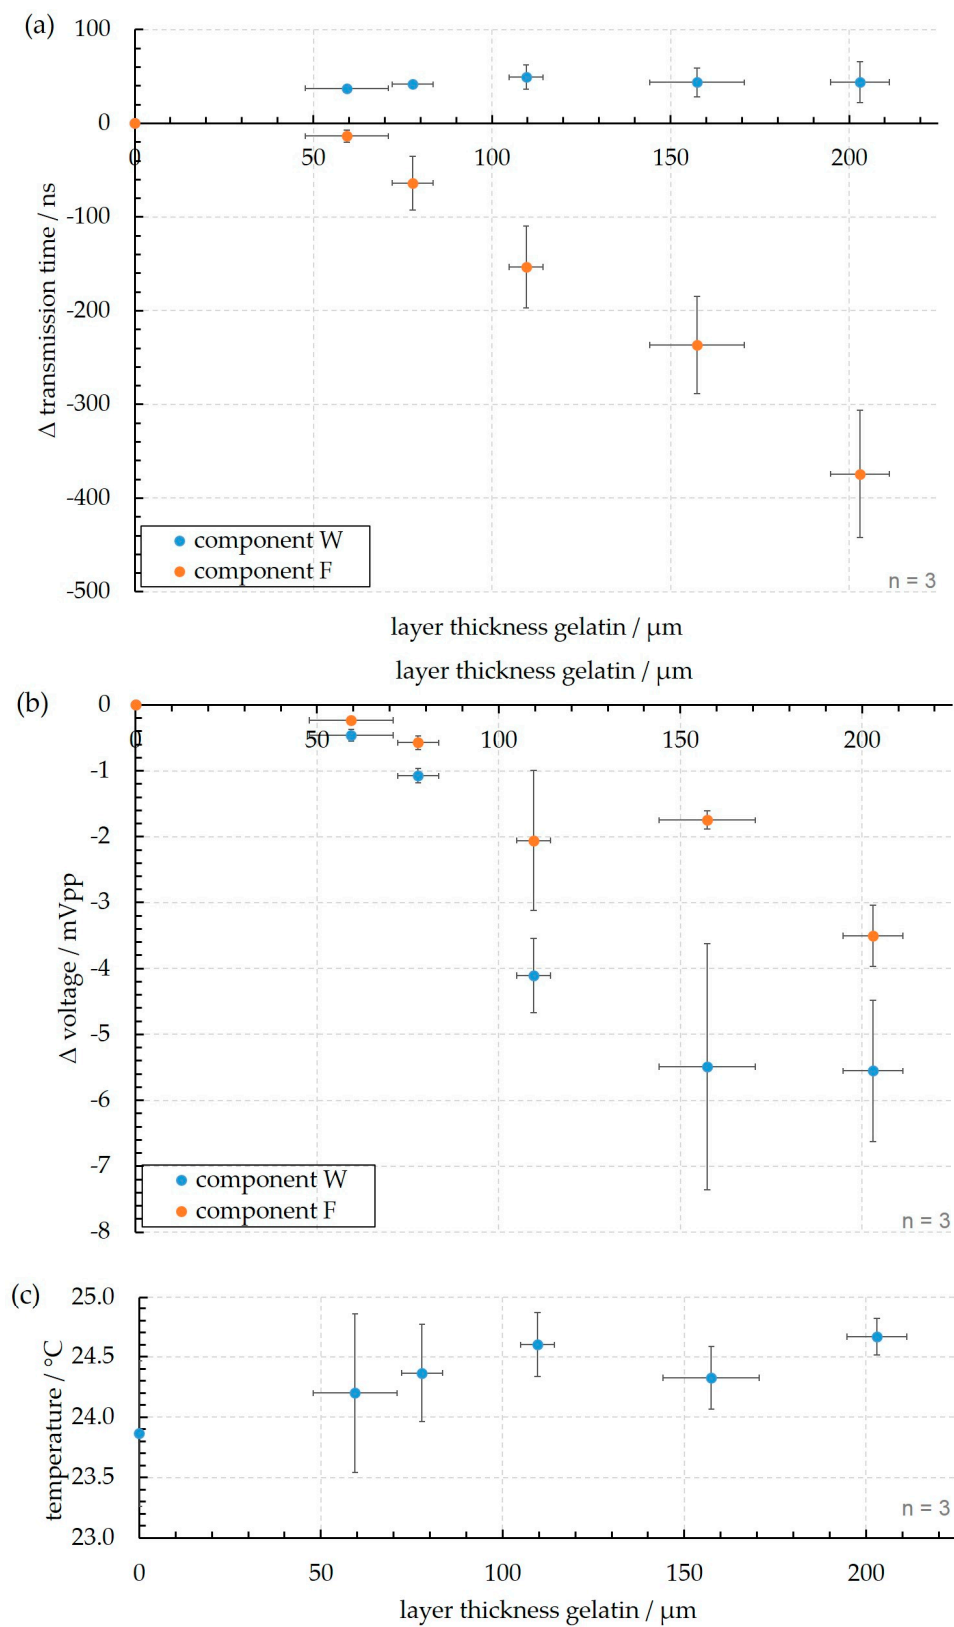 (a)
100
0
0 50 100 150 200
-100
-200
-300
-400
-500
Δ transmission time / ns
component W
component F
n = 3
layer thickness gelatin / µm
layer thickness gelatin / µm
(b)
0
0 50 100 150 200
-1
-2
-3
-4
-5
-6
-7
-8
Δ voltage / mVpp
component W
component F
n = 3
(c)
25.0
24.5
24.0
23.5
23.0
temperature / °C
n = 3
0 50 100 150 200
layer thickness gelatin / µm